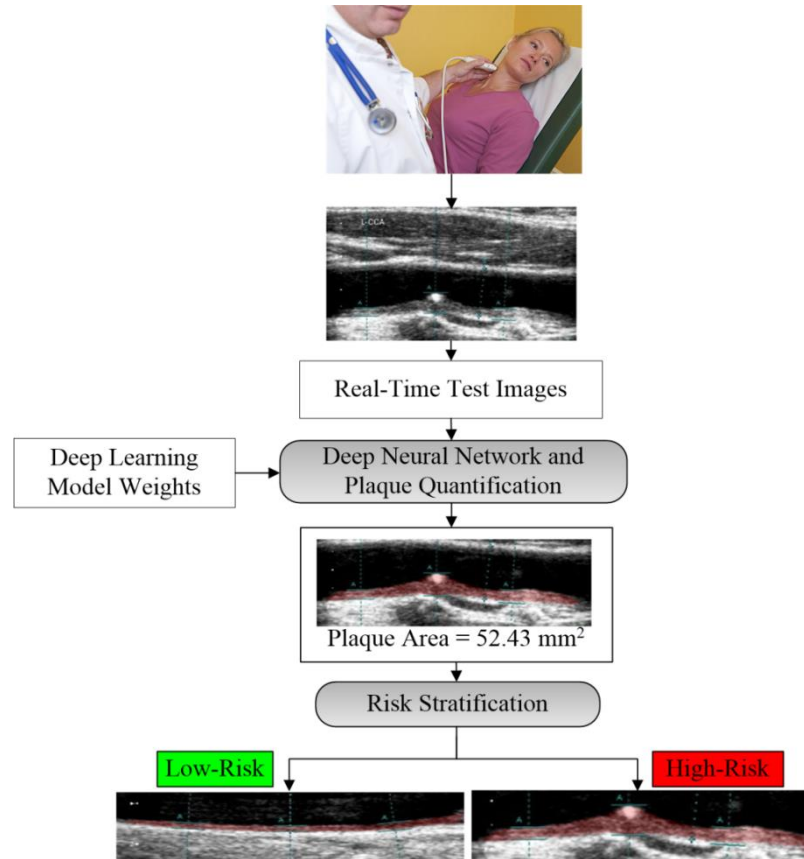 L-CCA
Real-Time Test Images
Deep Learning
Model Weights
Deep Neural Network and
Plaque Quantification
Plaque Area = 52.43 mm²
Risk Stratification
Low-Risk
High-Risk